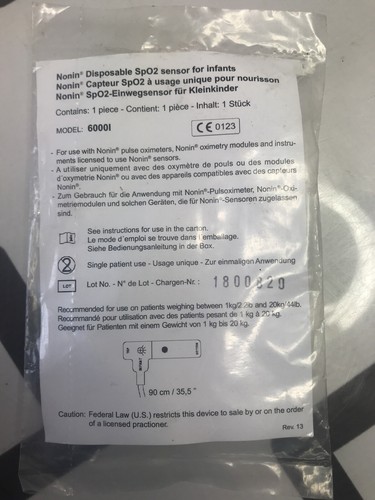 Nonin® Disposable SpO2 sensor for infants
Nonin® Capteur SpO2 à usage unique pour nourisson
Nonin® SpO2-Einwegsensor für Kleinkinder
Contains: 1 piece - Contient: 1 pièce - Inhalt: 1 Stück
MODEL: 6000I
CE 0123
- For use with Nonin® pulse oximeters, Nonin® oximetry modules and instru-
ments licensed to use Nonin® sensors.
- A utiliser uniquement avec des oxymètre de pouls ou des modules
d'oxymetrie Nonin® ou avec des appareils compatibles avec des capteurs
Nonin®.
- Zum Gebrauch für die Anwendung mit Nonin®-Pulsoximeter, Nonin®-Oxi-
metriemodulen und solchen Geräten, die für Nonin®-Sensoren zugelassen
sind.
See instructions for use in the carton.
Le mode d'emploi se trouve dans l'emballage.
Siehe Bedienungsanleitung in der Box.
Single patient use - Usage unique - Zur einmaligen Anwendung
LOT
Lot No. - N° de Lot - Chargen-Nr. :
1800820
Recommended for use on patients weighing between 1kg/2.2lb and 20kg/44lb.
Recommandé pour utilisation avec des patients pesant de 1 kg à 20 kg.
Geegnet für Patienten mit einem Gewicht von 1 kg bis 20 kg.
90 cm / 35,5 "
Caution: Federal Law (U.S.) restricts this device to sale by or on the order
of a licensed practioner.
Rev. 13